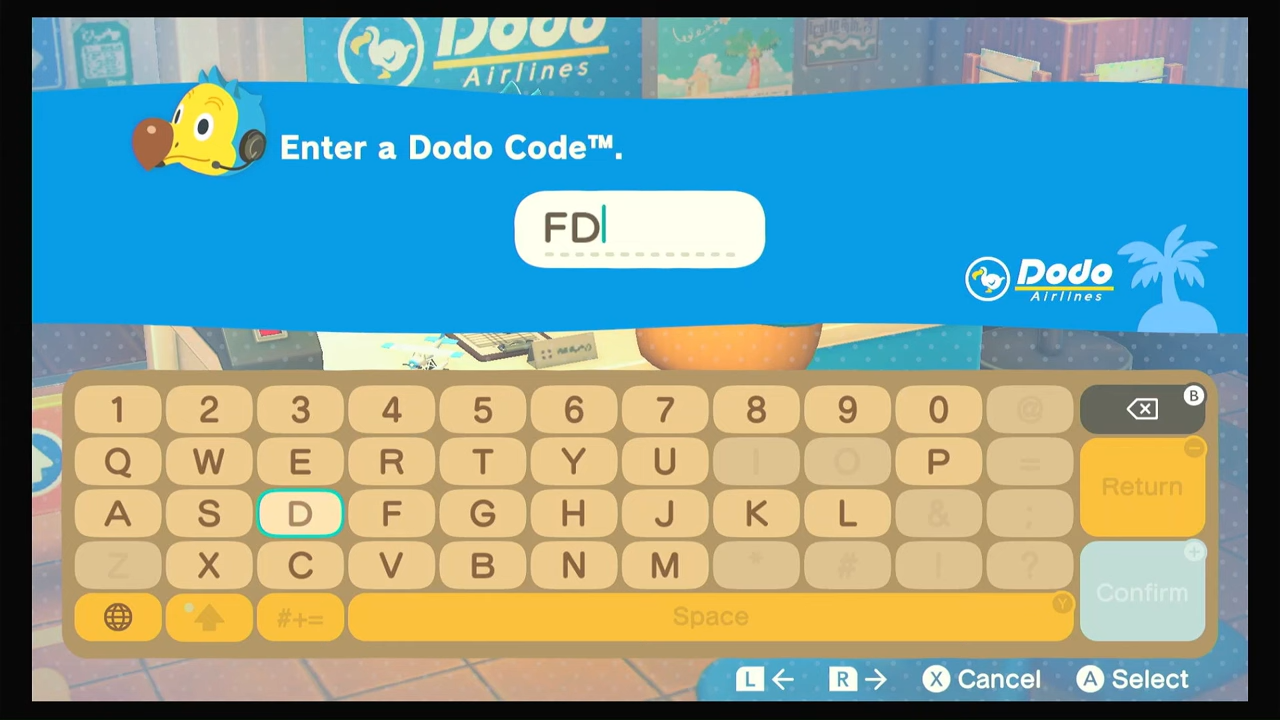 Dodo
Airlines
Enter a Dodo Code™.
FD
Dodo
Airlines
1 2 3 4 5 6 7 8 9 0 @
B
Q W E R T Y U I O P =
Return
A S D F G H J K L & ;
Z X C V B N M * # ! ?
Confirm
#+= Space Y
L ← R → X Cancel A Select